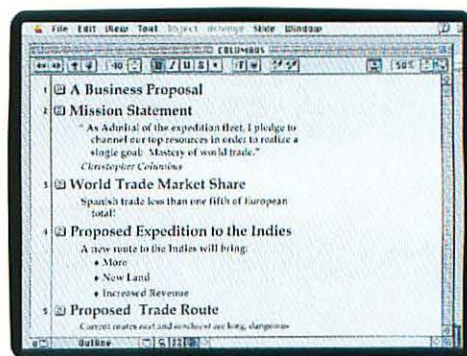 File Edit View Text Object Arrange Slide Window
COLUMBUS
B I U S 50%
1 A Business Proposal
2 Mission Statement
"As Admiral of the expedition fleet, I pledge to
channel our top resources in order to realize a
single goal: Mastery of world trade."
Christopher Columbus
3 World Trade Market Share
Spanish trade less than one fifth of European
total!
4 Proposed Expedition to the Indies
A new route to the Indies will bring:
• More
• New Land
• Increased Revenue
5 Proposed Trade Route
Current routes east and are long, dangerous
Outline